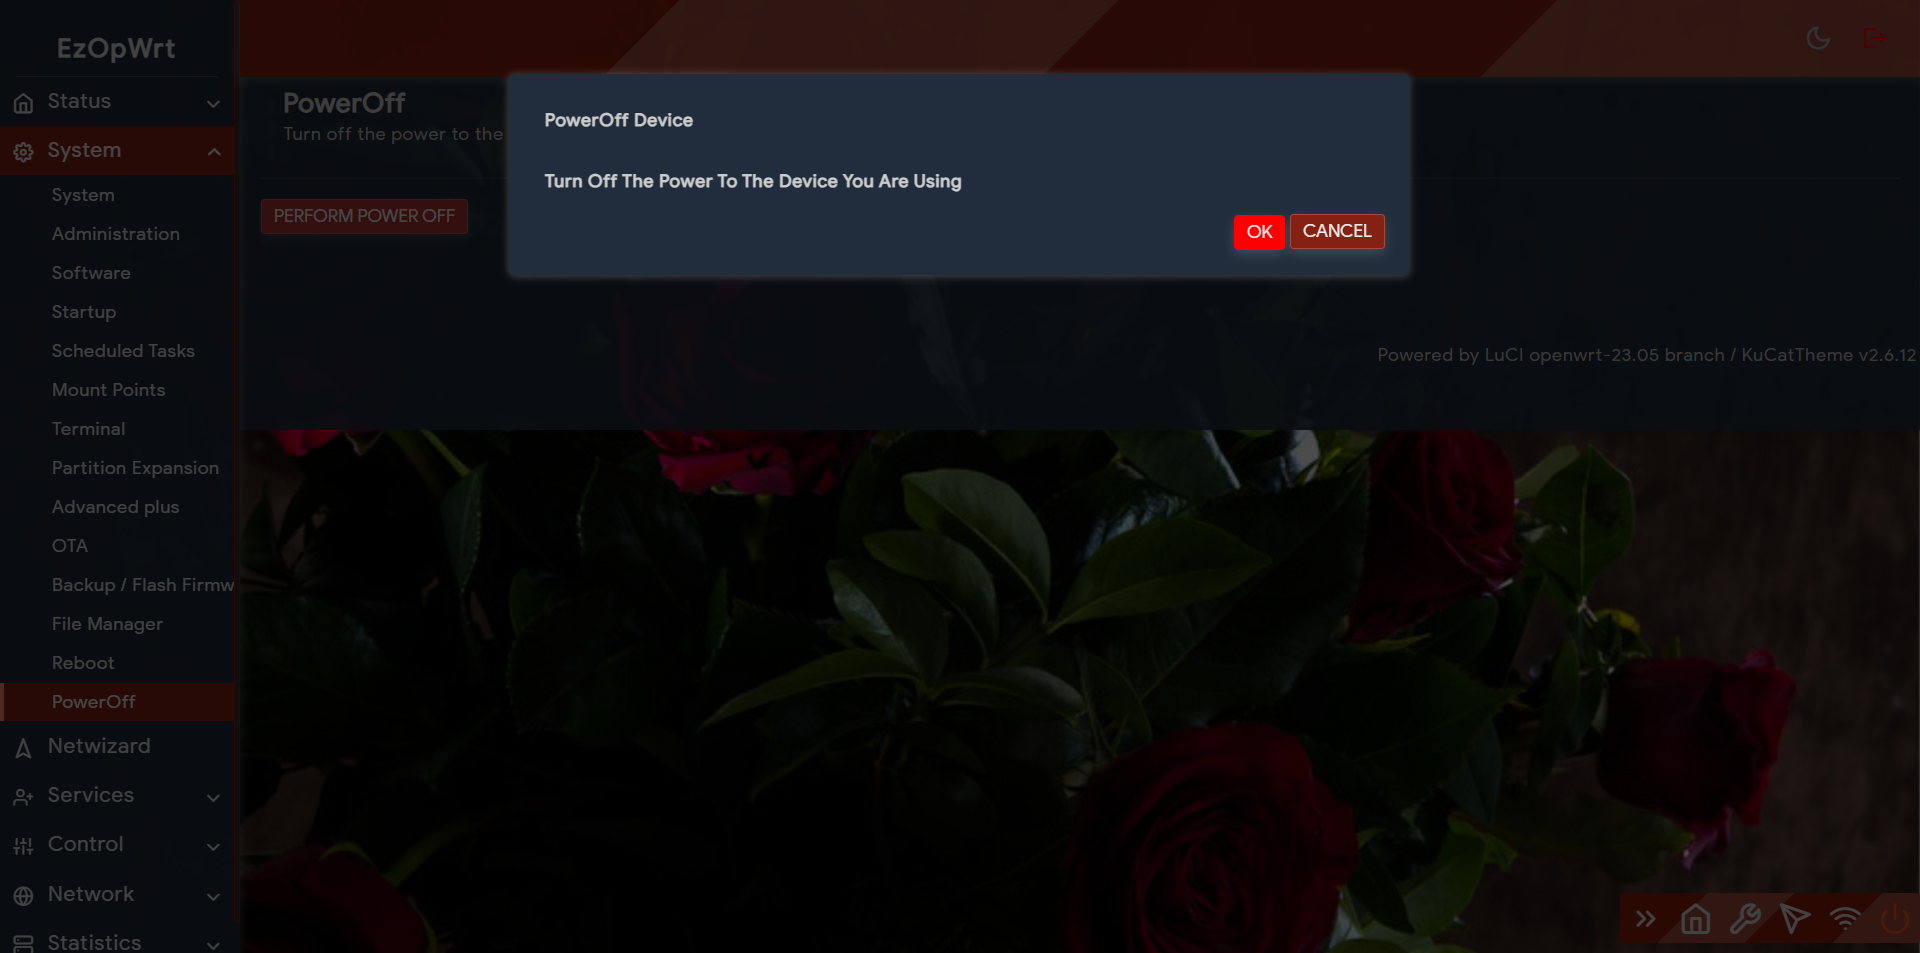 EzOpWrt
Status
System
System
Administration
Software
Startup
Scheduled Tasks
Mount Points
Terminal
Partition Expansion
Advanced plus
OTA
Backup / Flash Firmw
File Manager
Reboot
PowerOff
Netwizard
Services
Control
Network
Statistics
PowerOff
Turn off the power to the
PERFORM POWER OFF
PowerOff Device
Turn Off The Power To The Device You Are Using
OK CANCEL
Powered by LuCI openwrt-23.05 branch / KuCatTheme v2.6.12